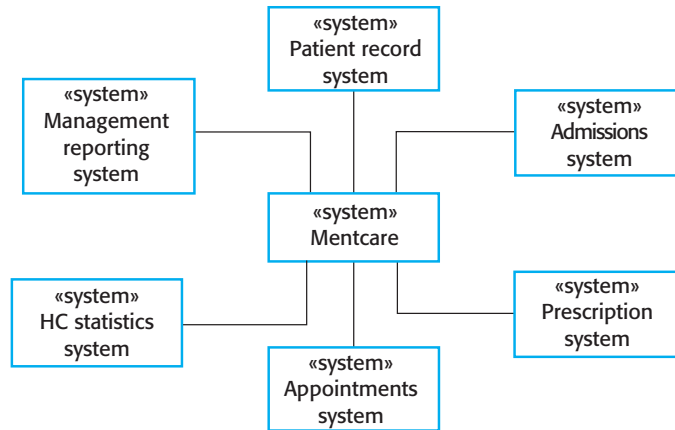 «system»
Patient record
system
«system»
Management
reporting
system
«system»
Admissions
system
«system»
Mentcare
«system»
HC statistics
system
«system»
Prescription
system
«system»
Appointments
system